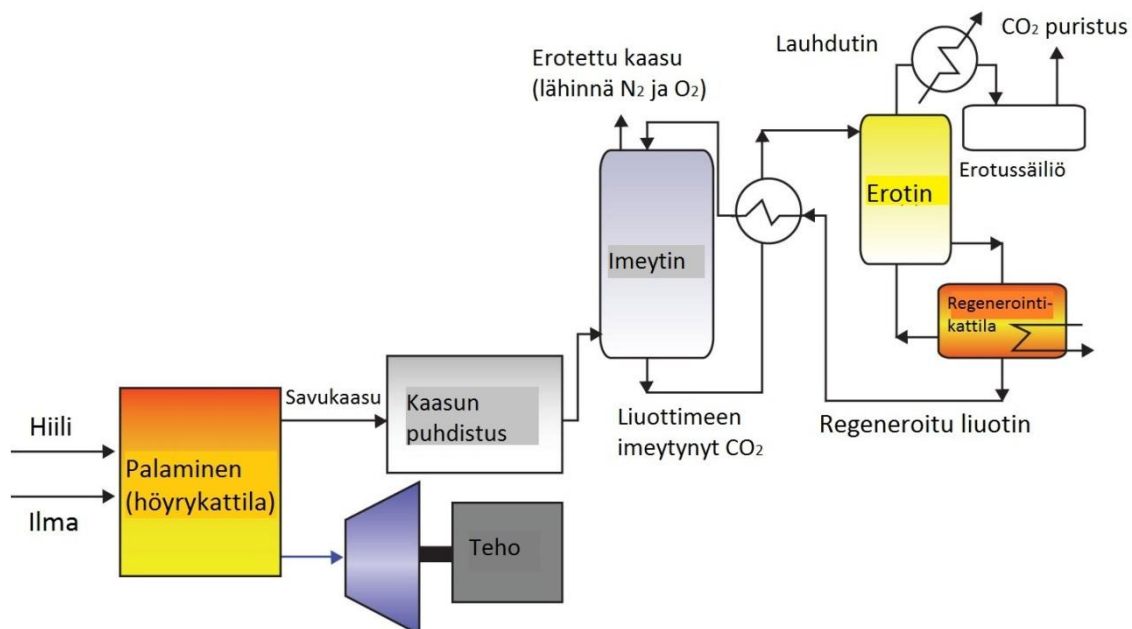 Lauhdutin
CO₂ puristus
Erotettu kaasu
(lähinnä N₂ ja O₂)
Erotussäiliö
Erotin
Imeytin
Regenerointi-
kattila
Savukaasu
Kaasun
puhdistus
Liuottimeen
imeytynyt CO₂
Regeneroitu liuotin
Hiili
Palaminen
(höyrykattila)
Ilma
Teho